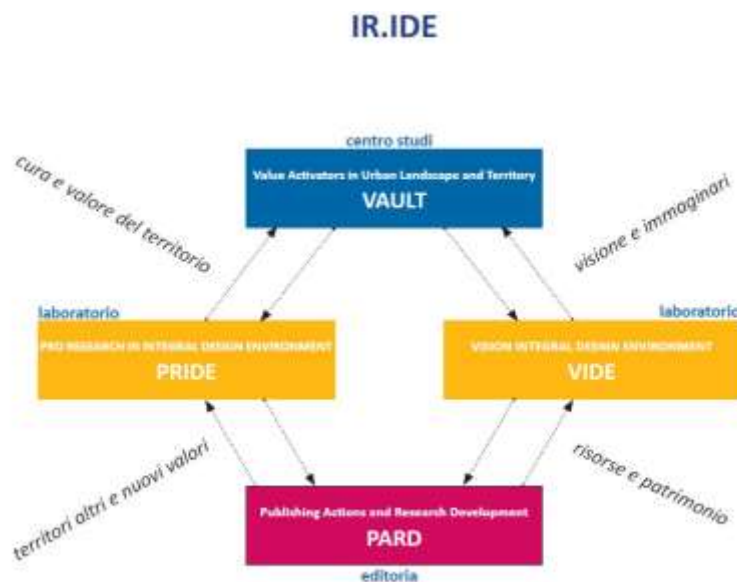 IR.IDE
centro studi
Value Activators in Urban Landscape and Territory
VAULT
cura e valore del territorio
visione e immaginari
laboratorio
PRO RESEARCH IN INTEGRAL DESIGN ENVIRONMENT
PRIDE
laboratorio
VISION INTEGRAL DESIGN ENVIRONMENT
VIDE
territori altri e nuovi valori
risorse e patrimonio
Publishing Actions and Research Development
PARD
editoria